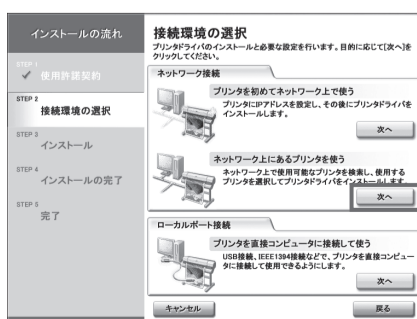 インストールの流れ
STEP 1
使用許諾契約
STEP 2
接続環境の選択
STEP 3
インストール
STEP 4
インストールの完了
STEP 5
完了
接続環境の選択
プリンタドライバのインストールと必要な設定を行います。目的に応じて[次へ]を
クリックしてください。
ネットワーク接続
プリンタを初めてネットワーク上で使う
プリンタにIPアドレスを設定し、その後にプリンタドライバを
インストールします。
次へ
ネットワーク上にあるプリンタを使う
ネットワーク上で使用可能なプリンタを検索し、使用する
プリンタを選択してプリンタドライバをインストールします。
次へ
ローカルポート接続
プリンタを直接コンピュータに接続して使う
USB接続、IEEE1394接続などで、プリンタを直接コンピュー
タに接続して使用できるようにします。
次へ
キャンセル
戻る